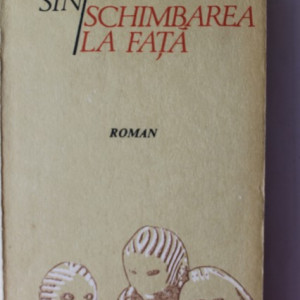 SIN
SCHIMBAREA
LA FAȚĂ
ROMAN